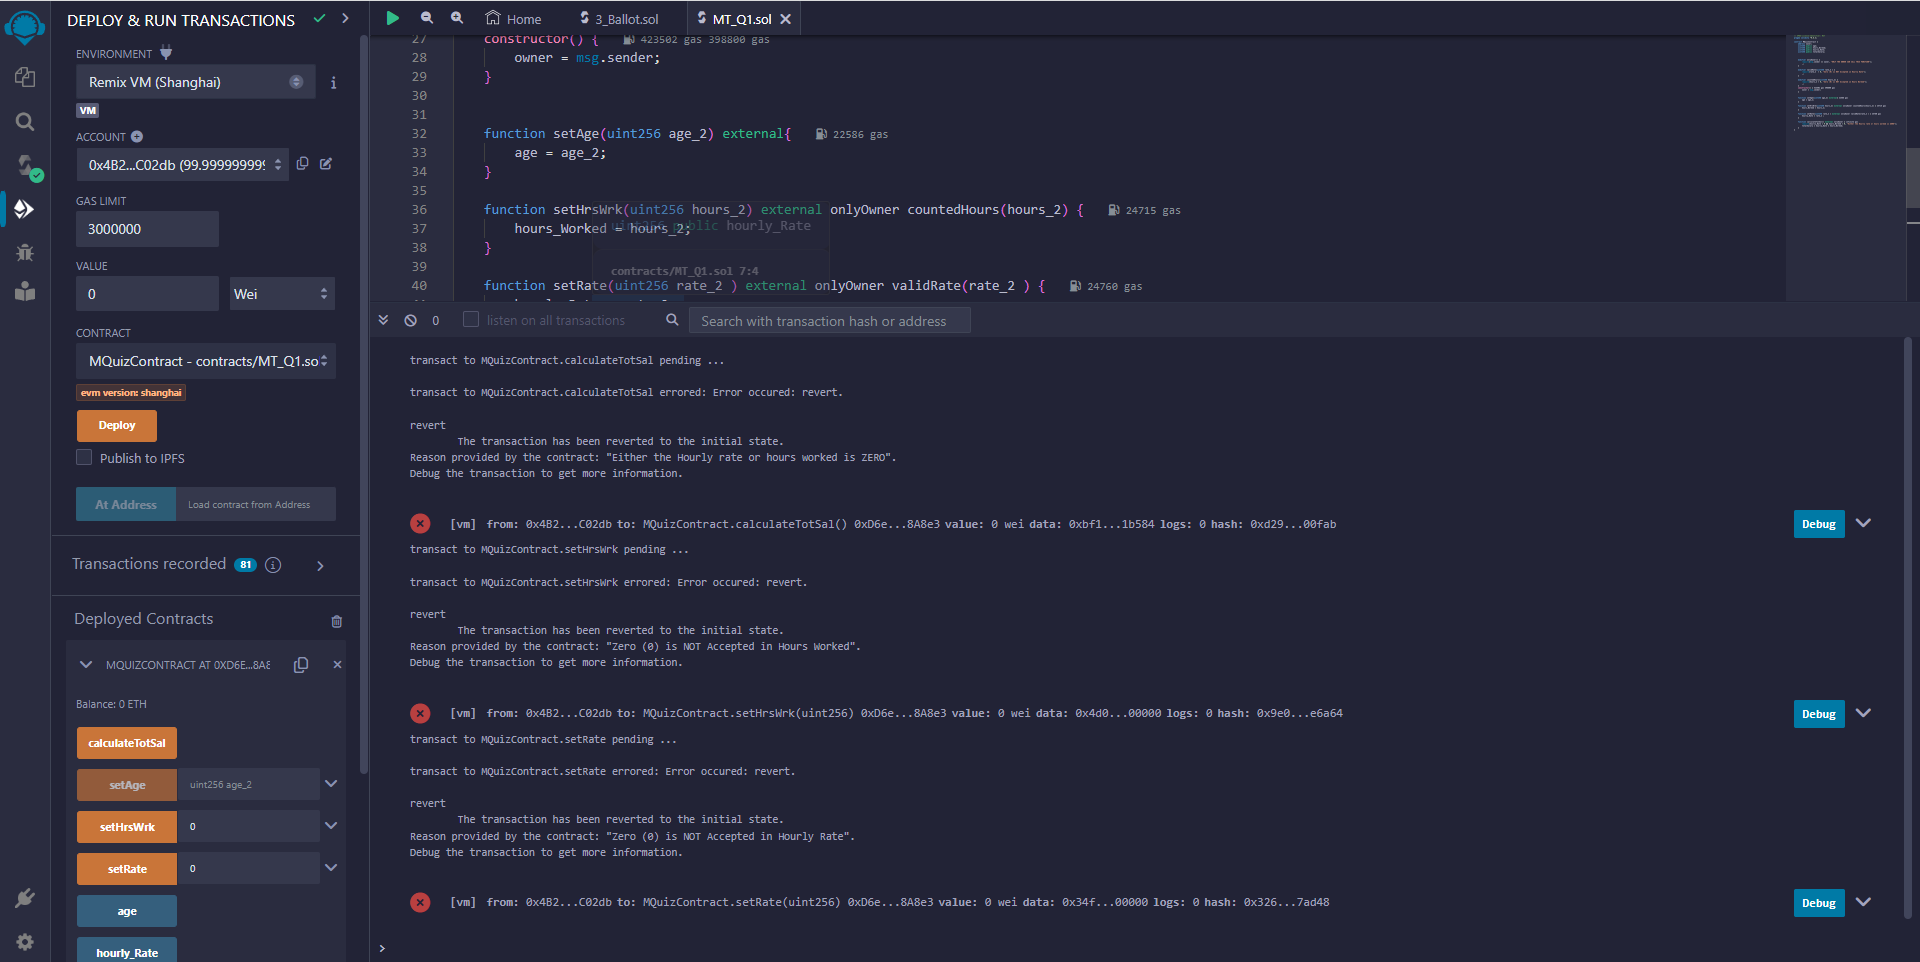 DEPLOY & RUN TRANSACTIONS
ENVIRONMENT
Remix VM (Shanghai)
VM
ACCOUNT
0x4B2...C02db (99.9999999999
GAS LIMIT
3000000
VALUE
0
Wei
CONTRACT
MQuizContract - contracts/MT_Q1.so
evm version: shanghai
Deploy
Publish to IPFS
At Address
Load contract from Address
Transactions recorded 81
Deployed Contracts
MQUIZCONTRACT AT 0XD6E...8A8
Balance: 0 ETH
calculateTotSal
setAge
uint256 age_2
setHrsWrk
0
setRate
0
age
hourly_Rate
Home
3_Ballot.sol
MT_Q1.sol
27 constructor() { 423502 gas 398800 gas
28 owner = msg.sender;
29 }
30
31
32 function setAge(uint256 age_2) external{ 22586 gas
33 age = age_2;
34 }
35
36 function setHrsWrk(uint256 hours_2) external onlyOwner countedHours(hours_2) { 24715 gas
uint256 public hourly_Rate
37 hours_Worked = hours_2;
38 }
39
contracts/MT_Q1.sol 7:4
40 function setRate(uint256 rate_2 ) external onlyOwner validRate(rate_2 ) { 24760 gas
0
listen on all transactions
Search with transaction hash or address
transact to MQuizContract.calculateTotSal pending ...
transact to MQuizContract.calculateTotSal errored: Error occured: revert.
revert
The transaction has been reverted to the initial state.
Reason provided by the contract: "Either the Hourly rate or hours worked is ZERO".
Debug the transaction to get more information.
[vm] from: 0x4B2...C02db to: MQuizContract.calculateTotSal() 0xD6e...8A8e3 value: 0 wei data: 0xbf1...1b584 logs: 0 hash: 0xd29...00fab
Debug
transact to MQuizContract.setHrsWrk pending ...
transact to MQuizContract.setHrsWrk errored: Error occured: revert.
revert
The transaction has been reverted to the initial state.
Reason provided by the contract: "Zero (0) is NOT Accepted in Hours Worked".
Debug the transaction to get more information.
[vm] from: 0x4B2...C02db to: MQuizContract.setHrsWrk(uint256) 0xD6e...8A8e3 value: 0 wei data: 0x4d0...00000 logs: 0 hash: 0x9e0...e6a64
Debug
transact to MQuizContract.setRate pending ...
transact to MQuizContract.setRate errored: Error occured: revert.
revert
The transaction has been reverted to the initial state.
Reason provided by the contract: "Zero (0) is NOT Accepted in Hourly Rate".
Debug the transaction to get more information.
[vm] from: 0x4B2...C02db to: MQuizContract.setRate(uint256) 0xD6e...8A8e3 value: 0 wei data: 0x34f...00000 logs: 0 hash: 0x326...7ad48
Debug
>